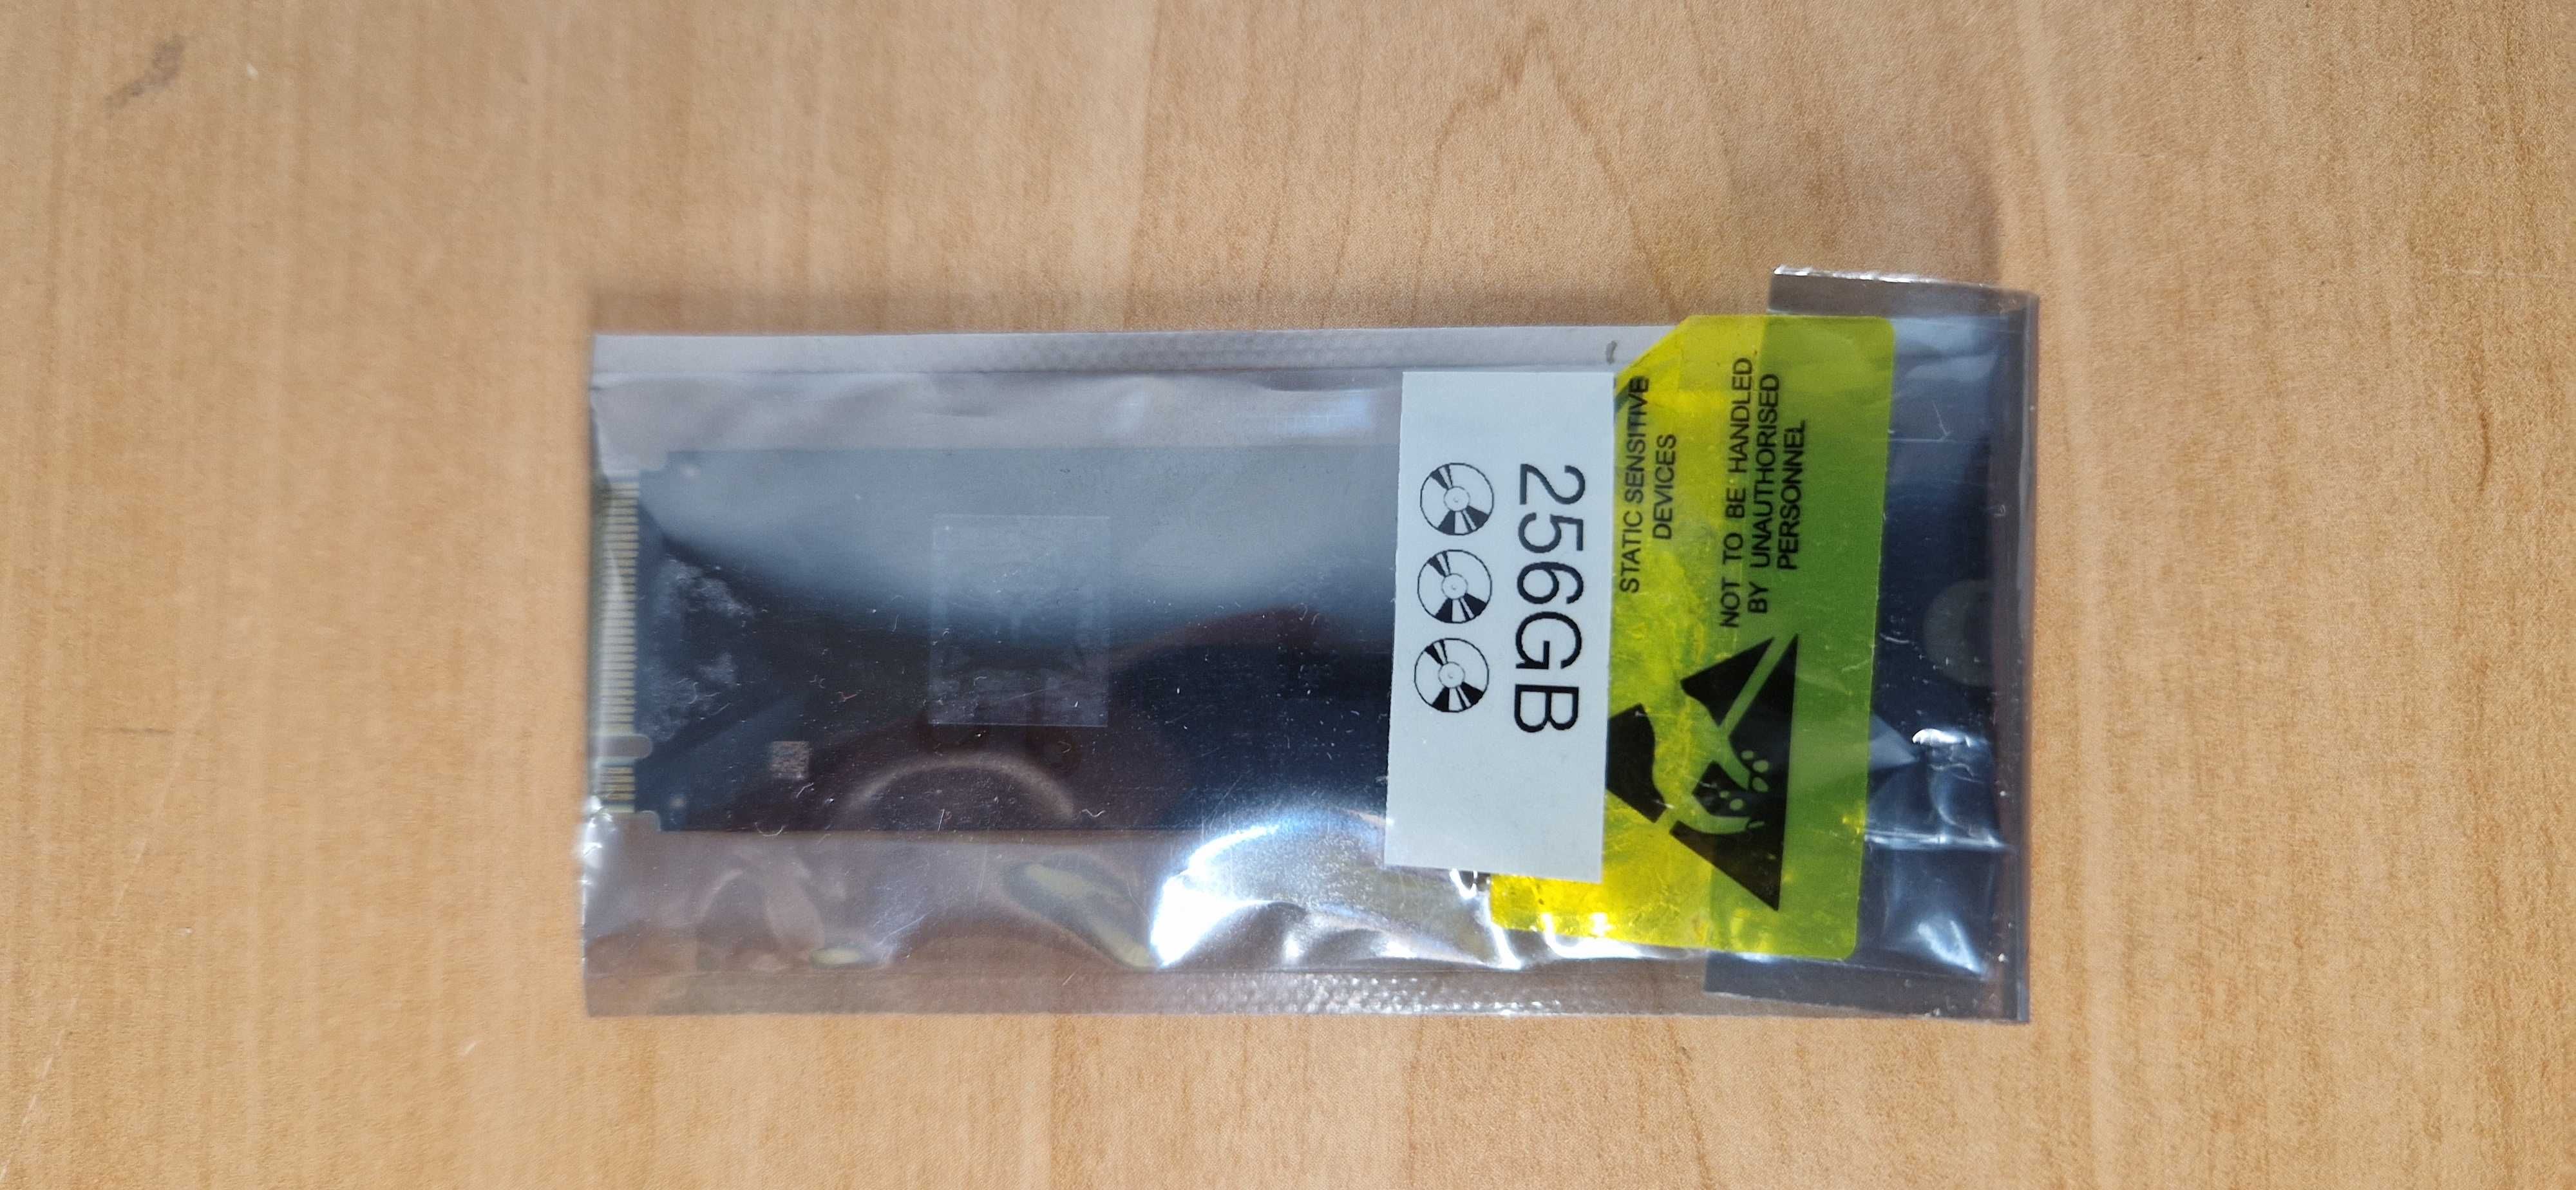 256GB
STATIC SENSITIVE
DEVICES
NOT TO BE HANDLED
BY UNAUTHORISED
PERSONNEL